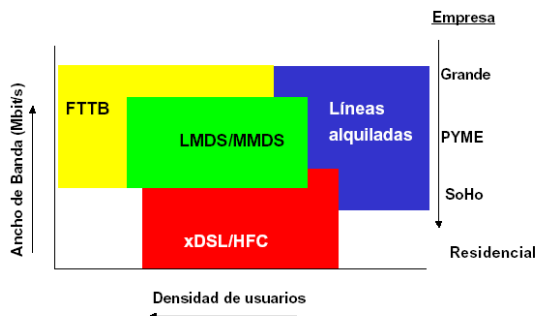 Empresa
Grande
FTTB
Líneas
alquiladas
LMDS/MMDS
PYME
SoHo
xDSL/HFC
Residencial
Ancho de Banda (Mbit/s)
Densidad de usuarios